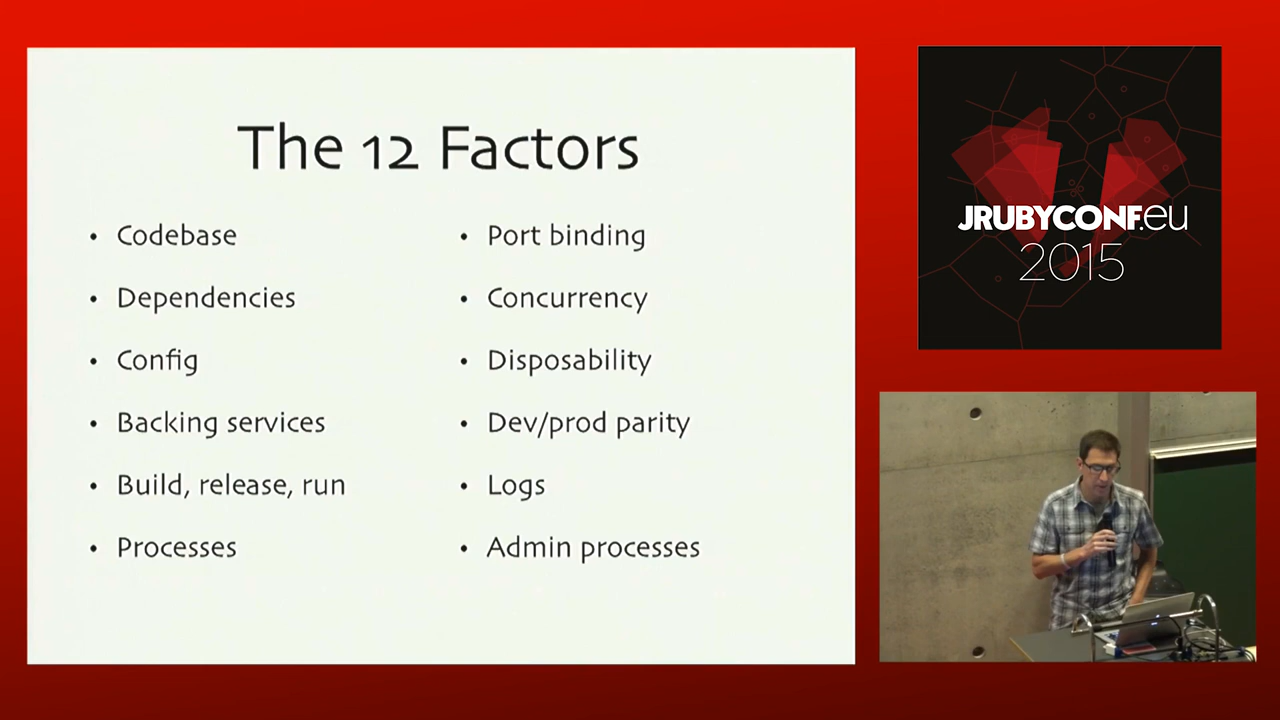 The 12 Factors
• Codebase
• Dependencies
• Config
• Backing services
• Build, release, run
• Processes
• Port binding
• Concurrency
• Disposability
• Dev/prod parity
• Logs
• Admin processes
JRUBYCONF.eu
2015